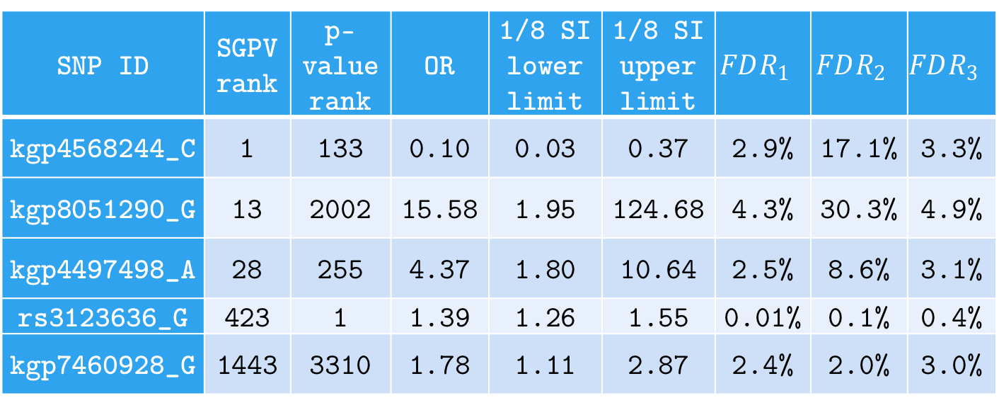 SNP ID SGPV rank p-value rank OR 1/8 SI lower limit 1/8 SI upper limit FDR₁ FDR₂ FDR₃
kgp4568244_C 1 133 0.10 0.03 0.37 2.9% 17.1% 3.3%
kgp8051290_G 13 2002 15.58 1.95 124.68 4.3% 30.3% 4.9%
kgp4497498_A 28 255 4.37 1.80 10.64 2.5% 8.6% 3.1%
rs3123636_G 423 1 1.39 1.26 1.55 0.01% 0.1% 0.4%
kgp7460928_G 1443 3310 1.78 1.11 2.87 2.4% 2.0% 3.0%